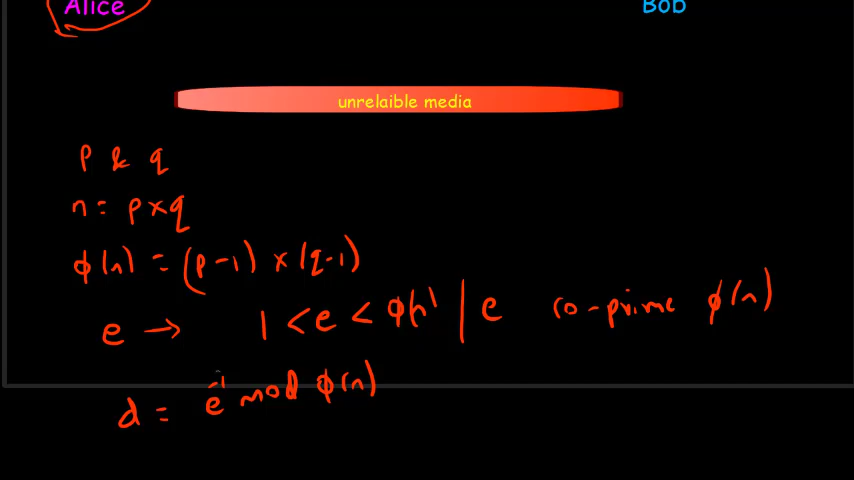 Alice Bob
unrelaible media
p & q
n = p×q
ϕ(n) = (p-1) × (q-1)
e → 1 < e < ϕ(n) | e co-prime ϕ(n)
d = e⁻¹ mod ϕ(n)